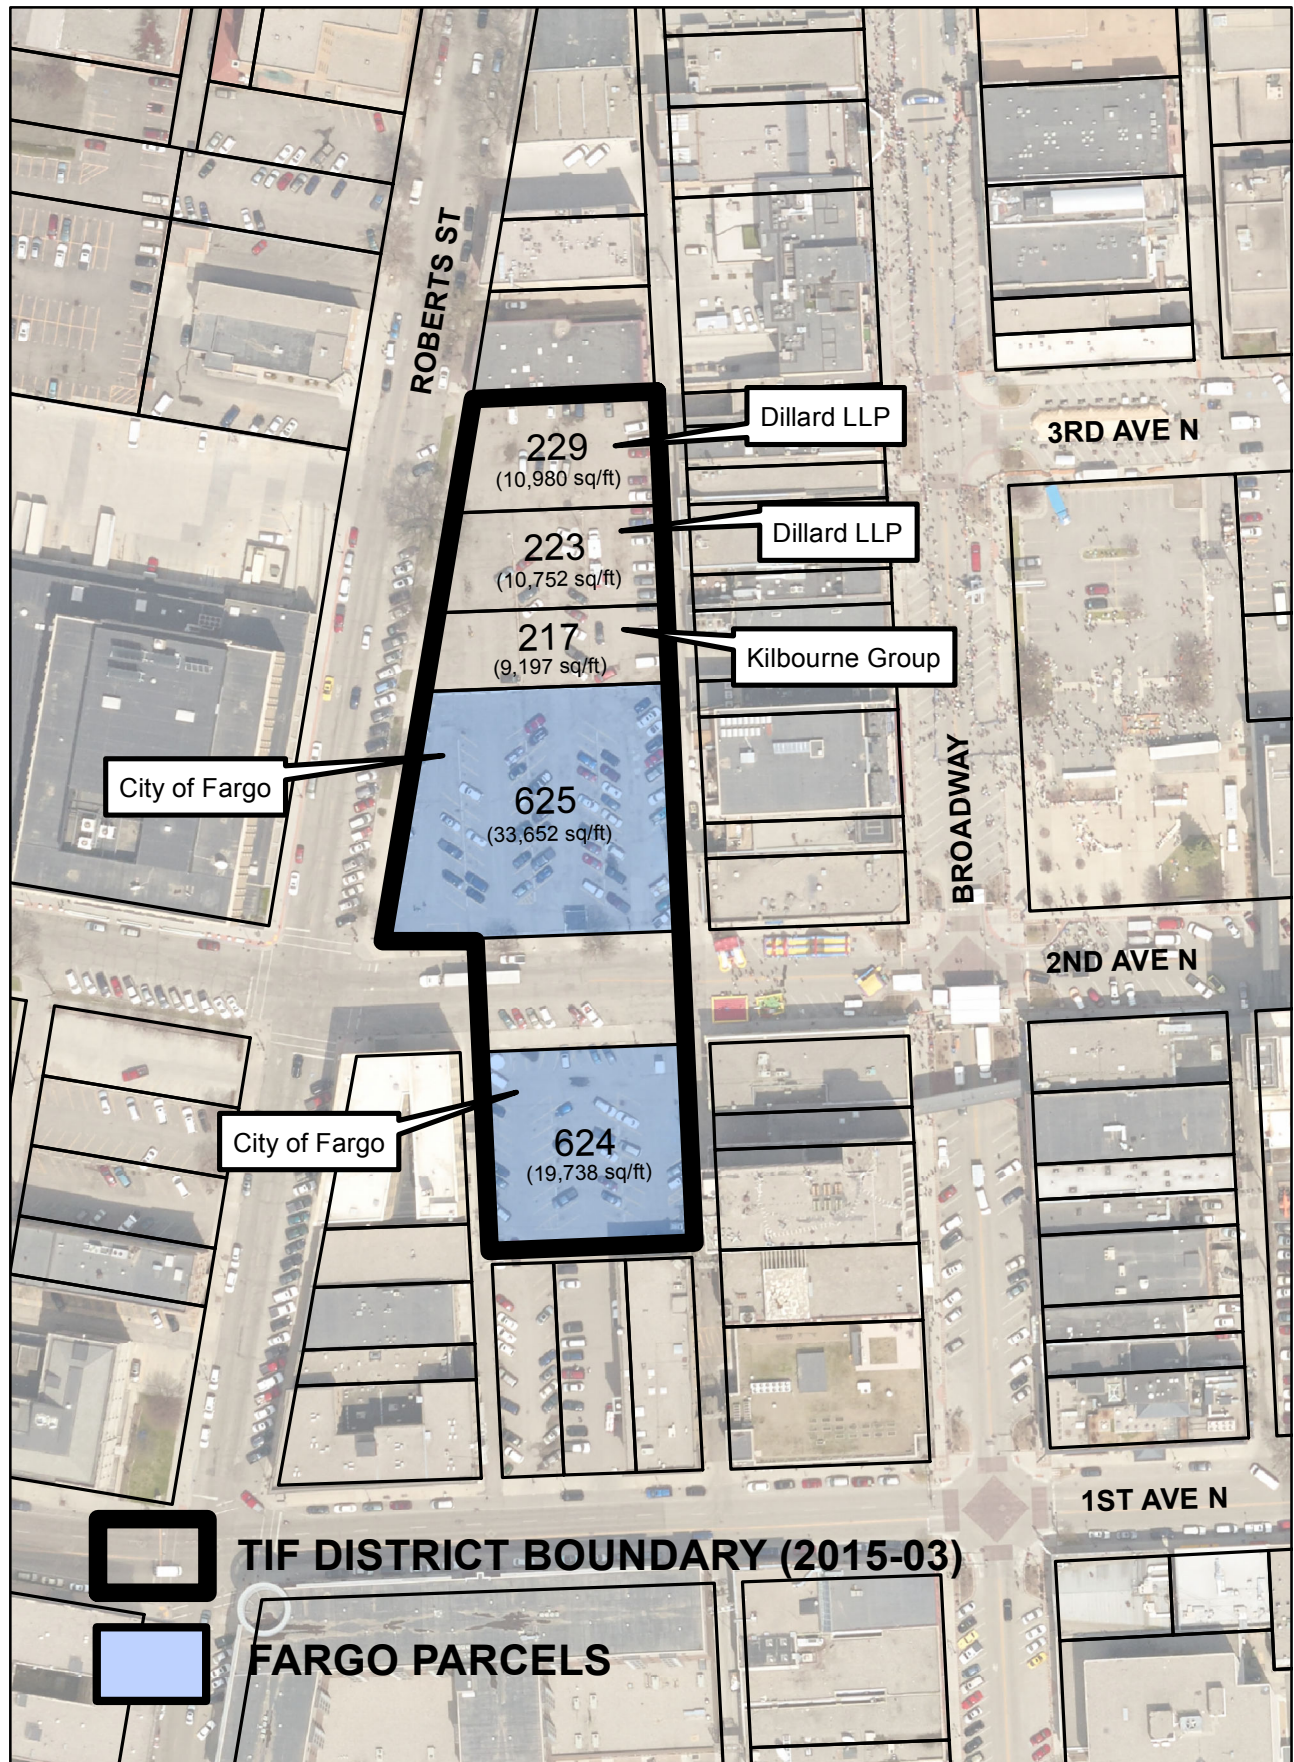 ROBERTS ST
Dillard LLP
229
(10,980 sq/ft)
3RD AVE N
Dillard LLP
223
(10,752 sq/ft)
217
(9,197 sq/ft)
Kilbourne Group
City of Fargo
625
(33,652 sq/ft)
BROADWAY
2ND AVE N
City of Fargo
624
(19,738 sq/ft)
1ST AVE N
TIF DISTRICT BOUNDARY (2015-03)
FARGO PARCELS